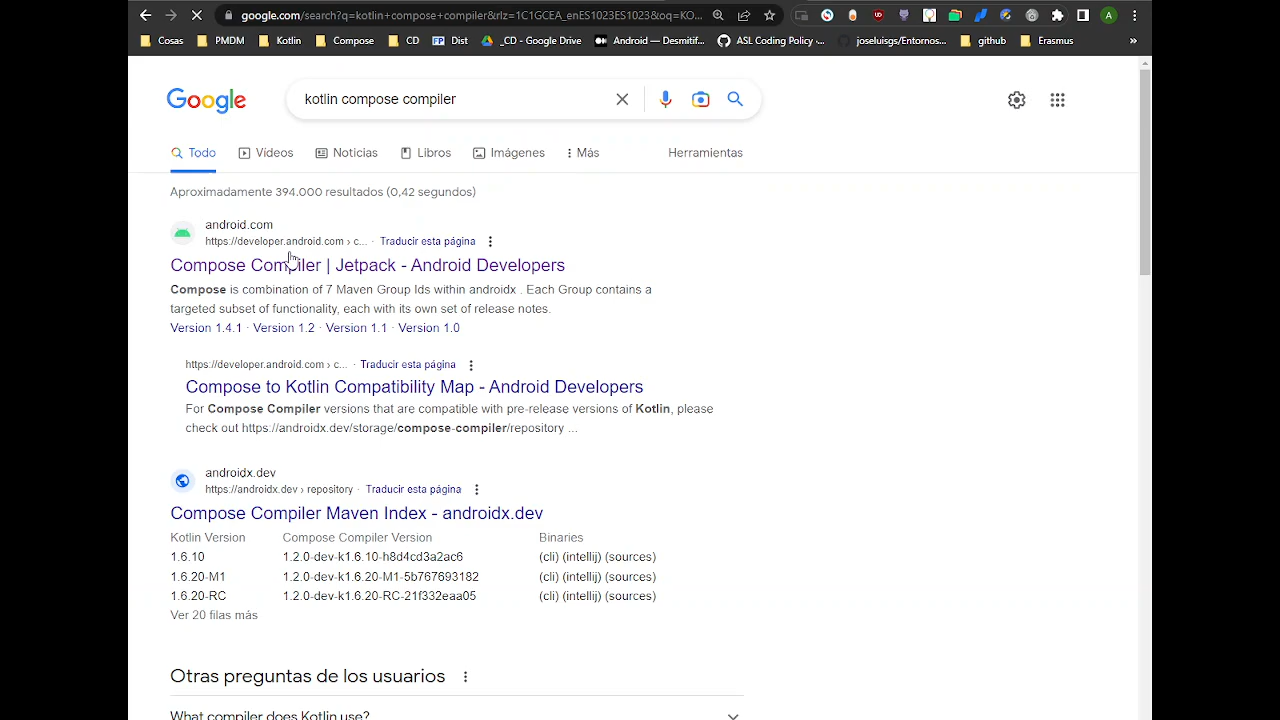 google.com/search?q=kotlin+compose+compiler&rlz=1C1GCEA_enES1023ES1023&oq=KO...
A
Cosas PMDM Kotlin Compose CD FP Dist _CD - Google Drive Android — Desmitif... ASL Coding Policy -... joseluisgs/Entornos... github Erasmus »
Google
kotlin compose compiler
Todo Vídeos Noticias Libros Imágenes Más Herramientas
Aproximadamente 394.000 resultados (0,42 segundos)
android.com
https://developer.android.com › c... · Traducir esta página
Compose Compiler | Jetpack - Android Developers
Compose is combination of 7 Maven Group Ids within androidx . Each Group contains a
targeted subset of functionality, each with its own set of release notes.
Version 1.4.1 · Version 1.2 · Version 1.1 · Version 1.0
https://developer.android.com › c... · Traducir esta página
Compose to Kotlin Compatibility Map - Android Developers
For Compose Compiler versions that are compatible with pre-release versions of Kotlin, please
check out https://androidx.dev/storage/compose-compiler/repository ...
androidx.dev
https://androidx.dev › repository · Traducir esta página
Compose Compiler Maven Index - androidx.dev
Kotlin Version Compose Compiler Version Binaries
1.6.10 1.2.0-dev-k1.6.10-h8d4cd3a2ac6 (cli) (intellij) (sources)
1.6.20-M1 1.2.0-dev-k1.6.20-M1-5b767693182 (cli) (intellij) (sources)
1.6.20-RC 1.2.0-dev-k1.6.20-RC-21f332eaa05 (cli) (intellij) (sources)
Ver 20 filas más
Otras preguntas de los usuarios
What compiler does Kotlin use?